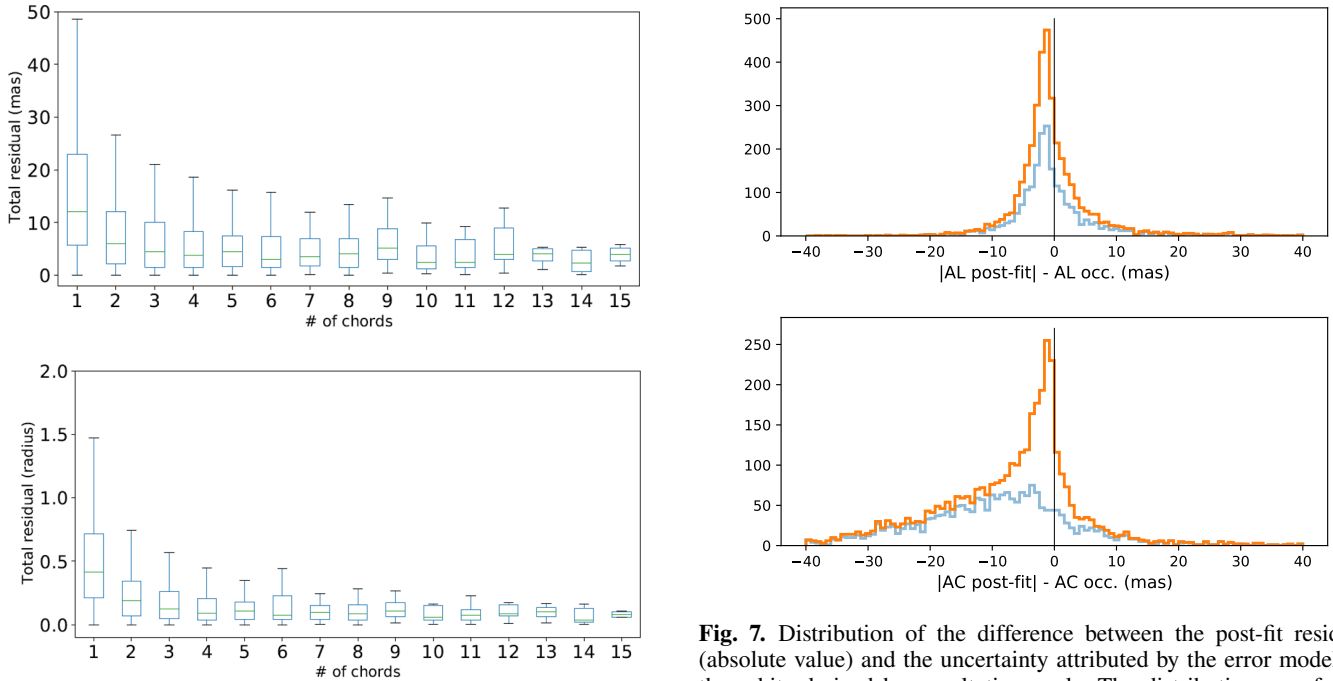 50
40
30
20
10
0
Total residual (mas)
1 2 3 4 5 6 7 8 9 10 11 12 13 14 15
# of chords
2.0
1.5
1.0
0.5
0.0
Total residual (radius)
1 2 3 4 5 6 7 8 9 10 11 12 13 14 15
# of chords
500
400
300
200
100
0
−40 −30 −20 −10 0 10 20 30 40
|AL post-fit| - AL occ. (mas)
250
200
150
100
50
0
−40 −30 −20 −10 0 10 20 30 40
|AC post-fit| - AC occ. (mas)
Fig. 7. Distribution of the difference between the post-fit resid
(absolute value) and the uncertainty attributed by the error model